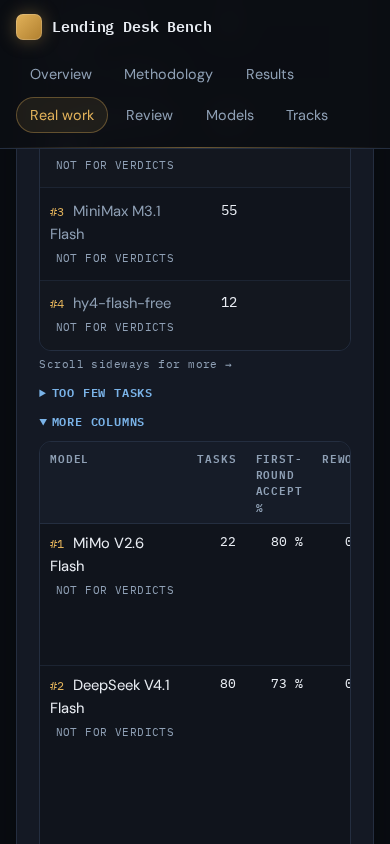 Lending Desk Bench
Overview Methodology Results
Real work Review Models Tracks
NOT FOR VERDICTS
#3 MiniMax M3.1 55
Flash
NOT FOR VERDICTS
#4 hy4-flash-free 12
NOT FOR VERDICTS
Scroll sideways for more →
▶ TOO FEW TASKS
▼ MORE COLUMNS
MODEL TASKS FIRST- REWO
ROUND
ACCEPT
%
#1 MiMo V2.6 22 80 % 0
Flash
NOT FOR VERDICTS
#2 DeepSeek V4.1 80 73 % 0
Flash
NOT FOR VERDICTS